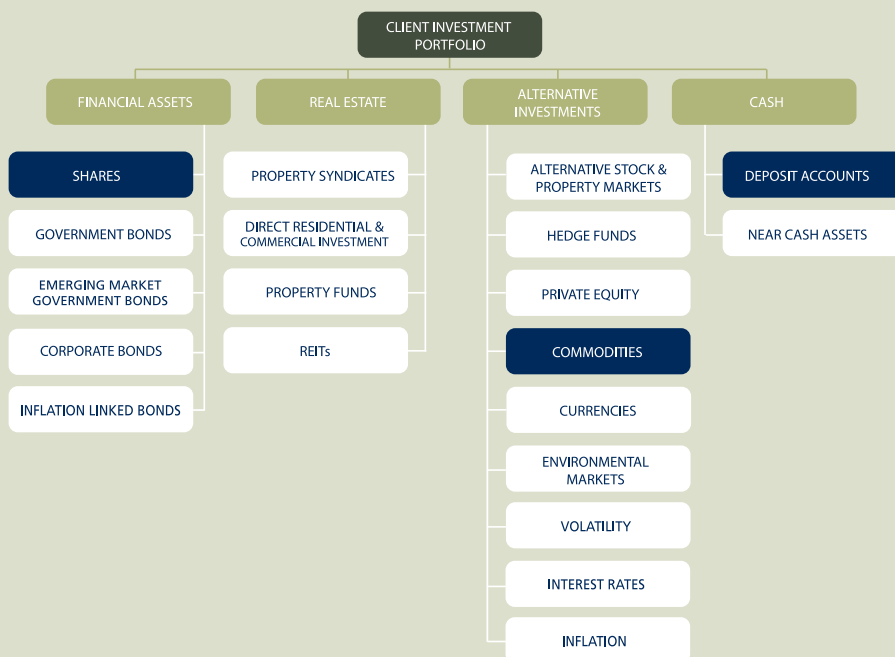 CLIENT INVESTMENT
PORTFOLIO
FINANCIAL ASSETS
REAL ESTATE
ALTERNATIVE
INVESTMENTS
CASH
SHARES
GOVERNMENT BONDS
EMERGING MARKET
GOVERNMENT BONDS
CORPORATE BONDS
INFLATION LINKED BONDS
PROPERTY SYNDICATES
DIRECT RESIDENTIAL &
COMMERCIAL INVESTMENT
PROPERTY FUNDS
REITs
ALTERNATIVE STOCK &
PROPERTY MARKETS
HEDGE FUNDS
PRIVATE EQUITY
COMMODITIES
CURRENCIES
ENVIRONMENTAL
MARKETS
VOLATILITY
INTEREST RATES
INFLATION
DEPOSIT ACCOUNTS
NEAR CASH ASSETS